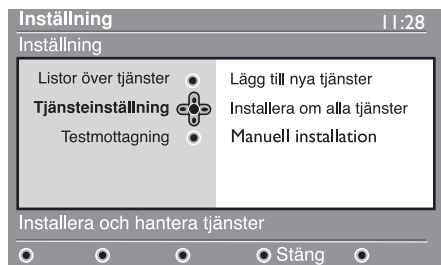 Inställning 11:28
Inställning
Listor över tjänster Lägg till nya tjänster
Tjänsteinställning Installera om alla tjänster
Testmottagning Manuell installation
Installera och hantera tjänster
Stäng